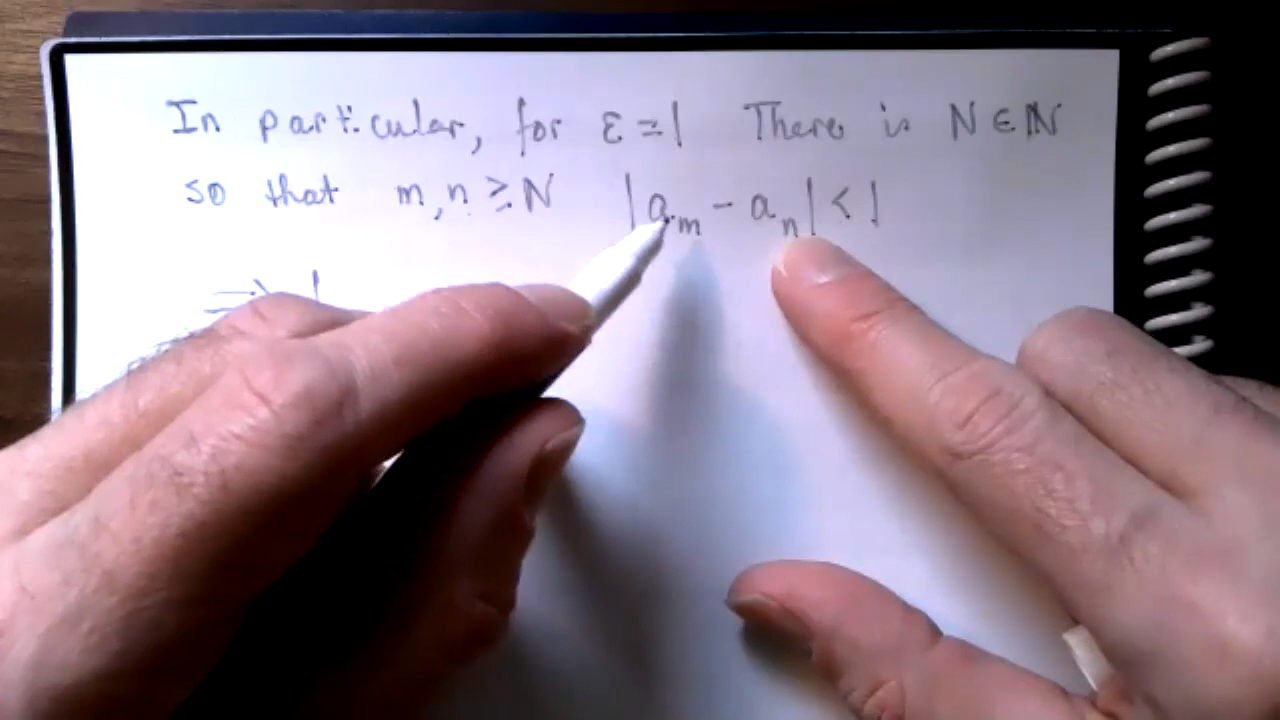 In particular, for ε = 1 There is N ∈ ℕ
so that m, n ≥ N |a_m - a_n| < 1
⇒ |